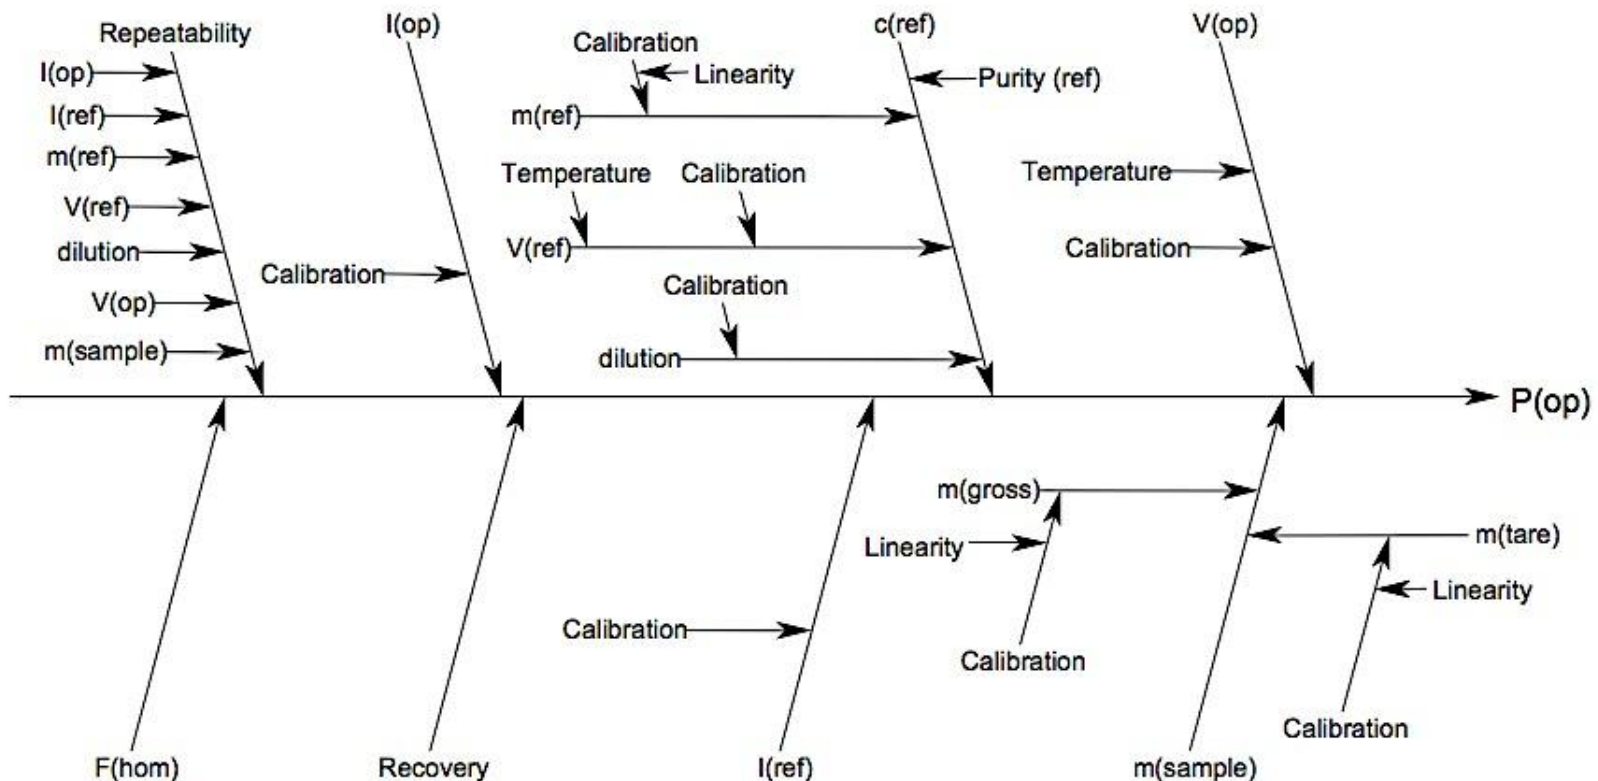 Repeatability
I(op)
I(ref)
m(ref)
V(ref)
dilution
V(op)
m(sample)
I(op)
Calibration
c(ref)
Purity (ref)
Calibration
Linearity
m(ref)
Temperature
Calibration
V(ref)
Calibration
dilution
V(op)
Temperature
Calibration
P(op)
F(hom)
Recovery
I(ref)
Calibration
m(sample)
m(gross)
Linearity
Calibration
m(tare)
Linearity
Calibration